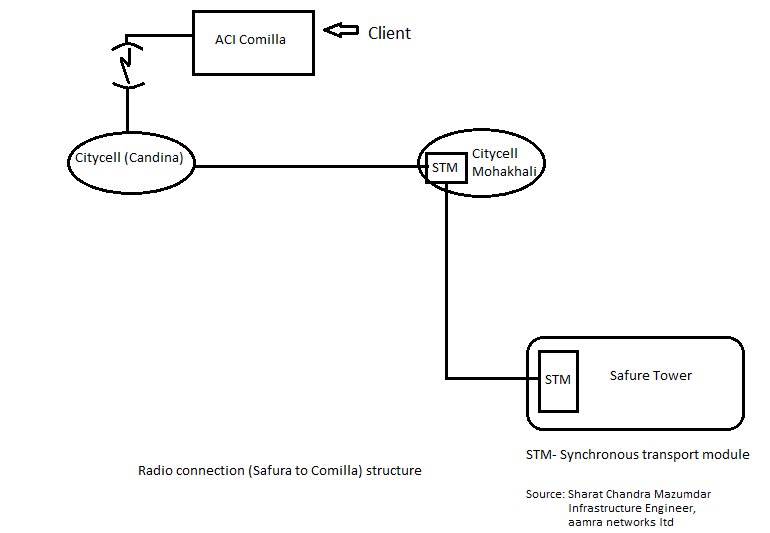 ACI Comilla
Client
Citycell (Candina)
STM
Citycell
Mohakhali
STM
Safure Tower
STM- Synchronous transport module
Radio connection (Safura to Comilla) structure
Source: Sharat Chandra Mazumdar
Infrastructure Engineer,
aamra networks ltd